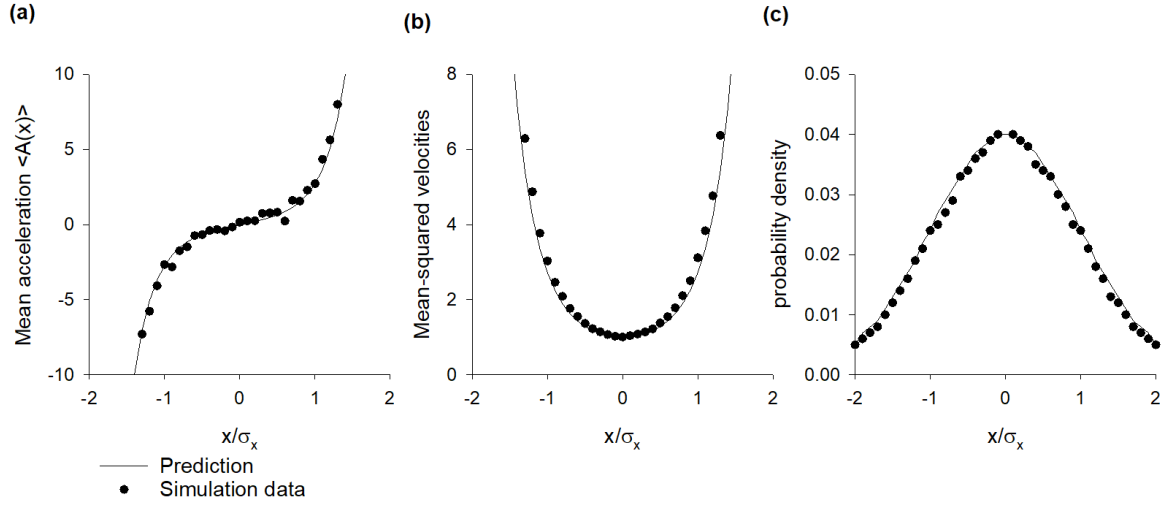 (a)
Mean acceleration <A(x)>
10
5
0
-5
-10
-2
-1
0
1
2
x/σx
(b)
Mean-squared velocities
8
6
4
2
0
-2
-1
0
1
2
x/σx
(c)
probability density
0.05
0.04
0.03
0.02
0.01
0.00
-2
-1
0
1
2
x/σx
Prediction
Simulation data